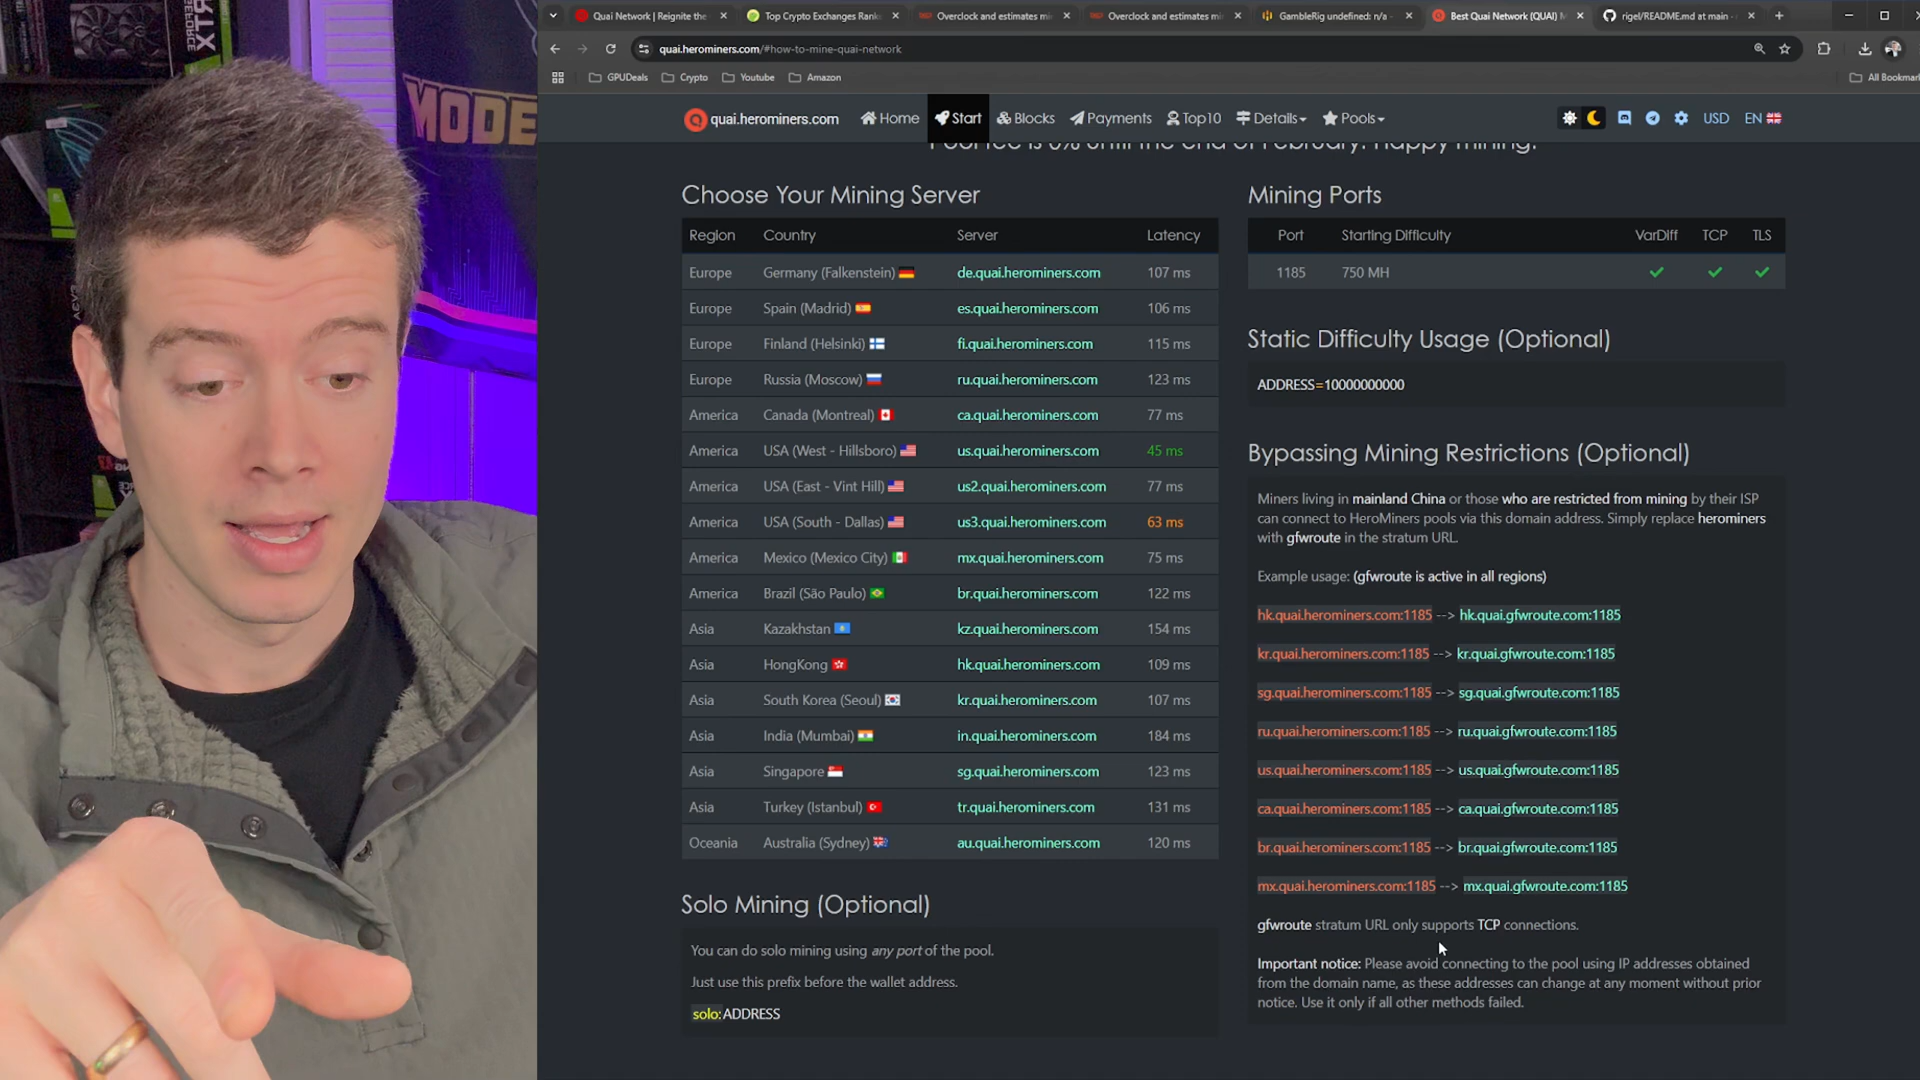 MODE
RTX
Quai Network | Reignite the
Top Crypto Exchanges Rank
Overclock and estimates mi
Overclock and estimates mi
GambleRig undefined: n/a -
Best Quai Network (QUAI) M
rigel/README.md at main ·
quai.herominers.com/#how-to-mine-quai-network
GPUDeals
Crypto
Youtube
Amazon
All Bookmar
quai.herominers.com
Home
Start
Blocks
Payments
Top10
Details
Pools
USD
EN
Pool fee is 0% until the end of February. Happy mining!
Choose Your Mining Server
Region Country Server Latency
Europe Germany (Falkenstein) de.quai.herominers.com 107 ms
Europe Spain (Madrid) es.quai.herominers.com 106 ms
Europe Finland (Helsinki) fi.quai.herominers.com 115 ms
Europe Russia (Moscow) ru.quai.herominers.com 123 ms
America Canada (Montreal) ca.quai.herominers.com 77 ms
America USA (West - Hillsboro) us.quai.herominers.com 45 ms
America USA (East - Vint Hill) us2.quai.herominers.com 77 ms
America USA (South - Dallas) us3.quai.herominers.com 63 ms
America Mexico (Mexico City) mx.quai.herominers.com 75 ms
America Brazil (São Paulo) br.quai.herominers.com 122 ms
Asia Kazakhstan kz.quai.herominers.com 154 ms
Asia HongKong hk.quai.herominers.com 109 ms
Asia South Korea (Seoul) kr.quai.herominers.com 107 ms
Asia India (Mumbai) in.quai.herominers.com 184 ms
Asia Singapore sg.quai.herominers.com 123 ms
Asia Turkey (Istanbul) tr.quai.herominers.com 131 ms
Oceania Australia (Sydney) au.quai.herominers.com 120 ms
Solo Mining (Optional)
You can do solo mining using any port of the pool.
Just use this prefix before the wallet address.
solo:ADDRESS
Mining Ports
Port Starting Difficulty VarDiff TCP TLS
1185 750 MH ✓ ✓ ✓
Static Difficulty Usage (Optional)
ADDRESS=10000000000
Bypassing Mining Restrictions (Optional)
Miners living in mainland China or those who are restricted from mining by their ISP
can connect to HeroMiners pools via this domain address. Simply replace herominers
with gfwroute in the stratum URL.
Example usage: (gfwroute is active in all regions)
hk.quai.herominers.com:1185 --> hk.quai.gfwroute.com:1185
kr.quai.herominers.com:1185 --> kr.quai.gfwroute.com:1185
sg.quai.herominers.com:1185 --> sg.quai.gfwroute.com:1185
ru.quai.herominers.com:1185 --> ru.quai.gfwroute.com:1185
us.quai.herominers.com:1185 --> us.quai.gfwroute.com:1185
ca.quai.herominers.com:1185 --> ca.quai.gfwroute.com:1185
br.quai.herominers.com:1185 --> br.quai.gfwroute.com:1185
mx.quai.herominers.com:1185 --> mx.quai.gfwroute.com:1185
gfwroute stratum URL only supports TCP connections.
Important notice: Please avoid connecting to the pool using IP addresses obtained
from the domain name, as these addresses can change at any moment without prior
notice. Use it only if all other methods failed.